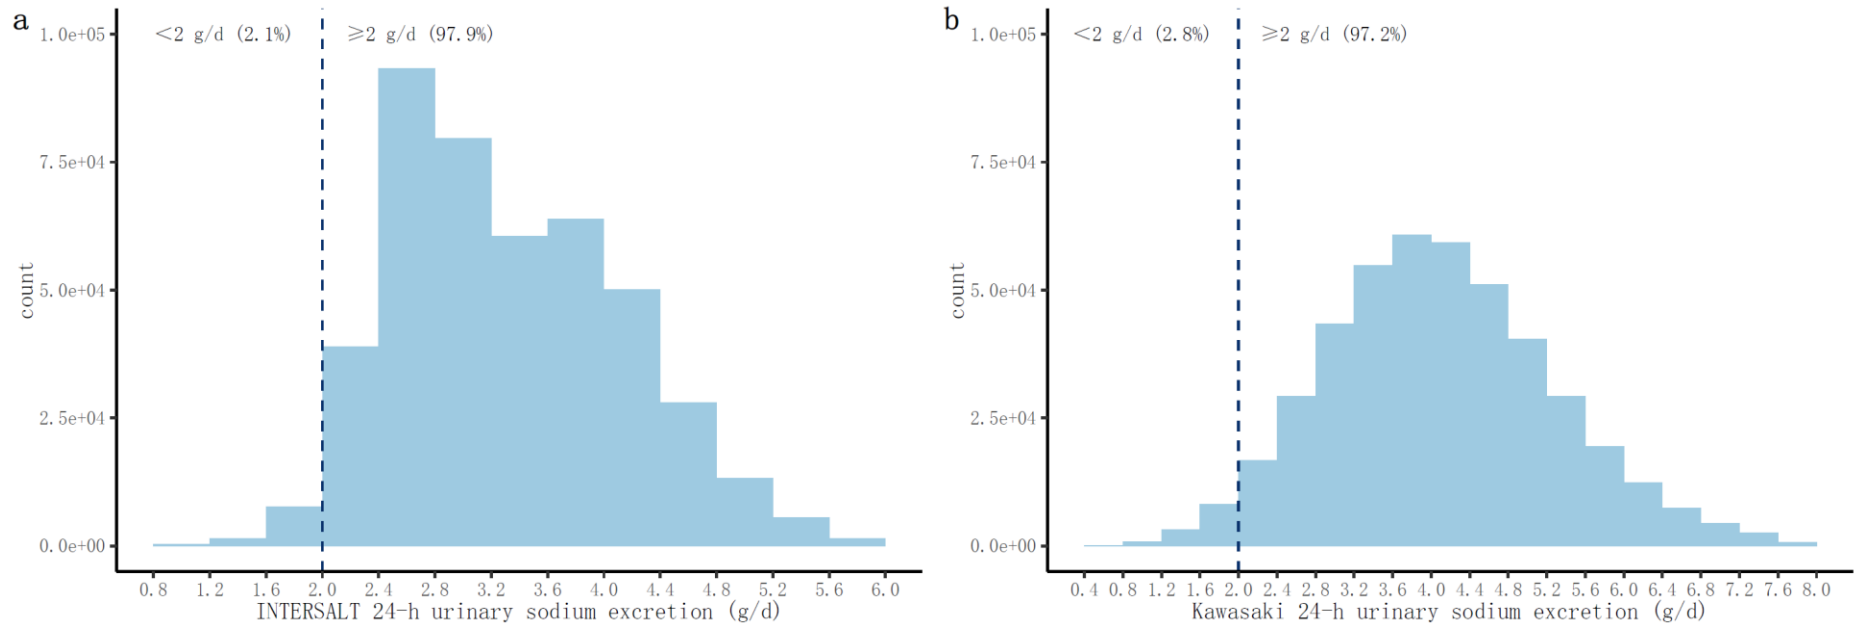 a
<2 g/d (2.1%) ≥2 g/d (97.9%)
1.0e+05
7.5e+04
5.0e+04
2.5e+04
0.0e+00
count
0.8 1.2 1.6 2.0 2.4 2.8 3.2 3.6 4.0 4.4 4.8 5.2 5.6 6.0
INTERSALT 24-h urinary sodium excretion (g/d)
b
<2 g/d (2.8%) ≥2 g/d (97.2%)
1.0e+05
7.5e+04
5.0e+04
2.5e+04
0.0e+00
count
0.4 0.8 1.2 1.6 2.0 2.4 2.8 3.2 3.6 4.0 4.4 4.8 5.2 5.6 6.0 6.4 6.8 7.2 7.6 8.0
Kawasaki 24-h urinary sodium excretion (g/d)